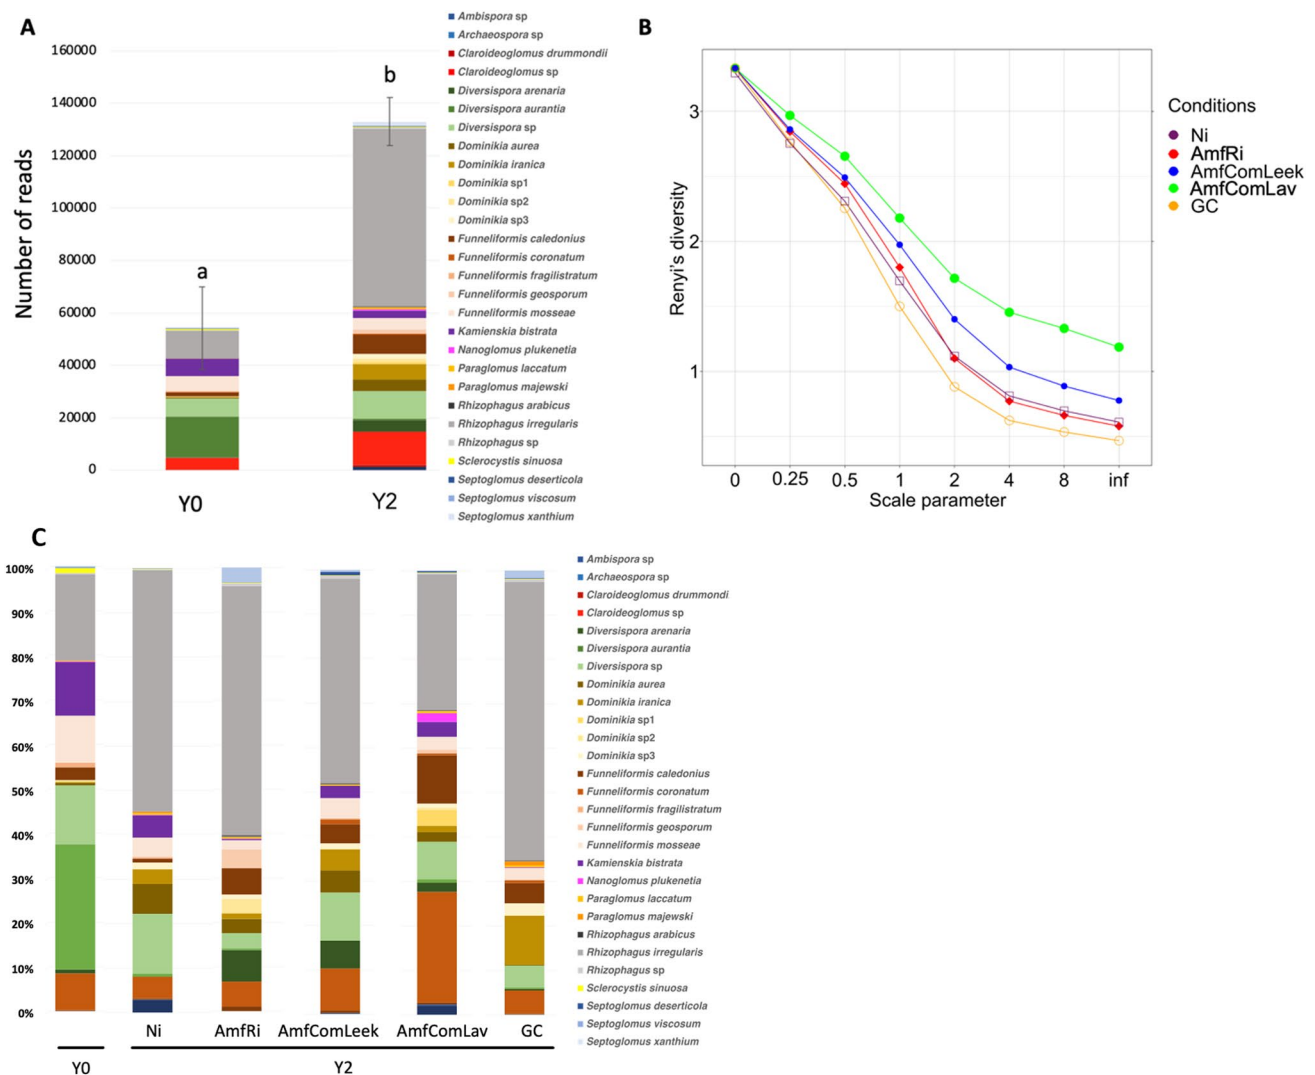 A
160000
140000
120000
100000
80000
60000
40000
20000
0
Number of reads
a
b
Y0
Y2
Ambispora sp
Archaeospora sp
Claroideoglomus drummondii
Claroideoglomus sp
Diversispora arenaria
Diversispora aurantia
Diversispora sp
Dominikia aurea
Dominikia iranica
Dominikia sp1
Dominikia sp2
Dominikia sp3
Funneliformis caledonius
Funneliformis coronatum
Funneliformis fragilistratum
Funneliformis geosporum
Funneliformis mosseae
Kamienskia bistrata
Nanoglomus plukenetia
Paraglomus laccatum
Paraglomus majewski
Rhizophagus arabicus
Rhizophagus irregularis
Rhizophagus sp
Sclerocystis sinuosa
Septoglomus deserticola
Septoglomus viscosum
Septoglomus xanthium
B
3
2
1
Renyi's diversity
0 0.25 0.5 1 2 4 8 inf
Scale parameter
Conditions
Ni
AmfRi
AmfComLeek
AmfComLav
GC
C
100%
90%
80%
70%
60%
50%
40%
30%
20%
10%
0%
Ni AmfRi AmfComLeek AmfComLav GC
Y0 Y2
Ambispora sp
Archaeospora sp
Claroideoglomus drummondi
Claroideoglomus sp
Diversispora arenaria
Diversispora aurantia
Diversispora sp
Dominikia aurea
Dominikia iranica
Dominikia sp1
Dominikia sp2
Dominikia sp3
Funneliformis caledonius
Funneliformis coronatum
Funneliformis fragilistratum
Funneliformis geosporum
Funneliformis mosseae
Kamienskia bistrata
Nanoglomus plukenetia
Paraglomus laccatum
Paraglomus majewski
Rhizophagus arabicus
Rhizophagus irregularis
Rhizophagus sp
Sclerocystis sinuosa
Septoglomus deserticola
Septoglomus viscosum
Septoglomus xanthium